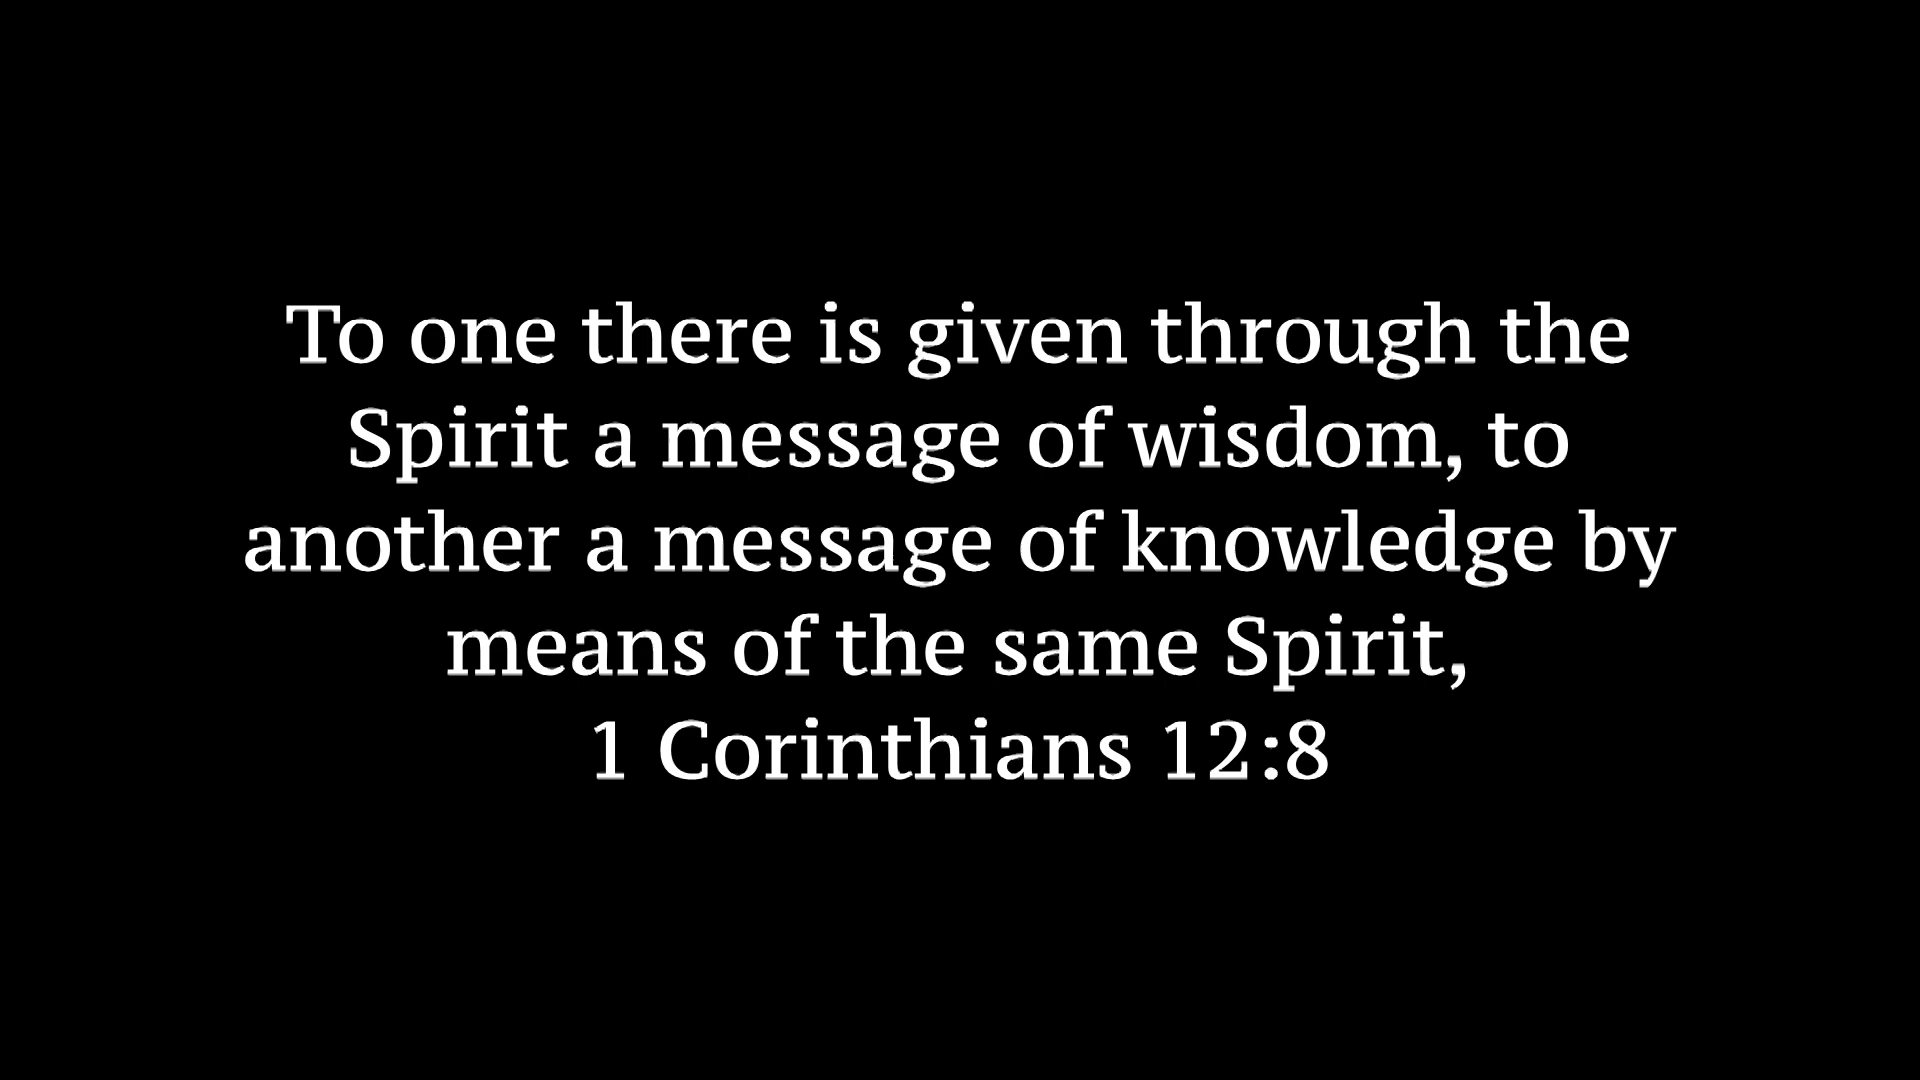 To one there is given through the
Spirit a message of wisdom, to
another a message of knowledge by
means of the same Spirit,
1 Corinthians 12:8